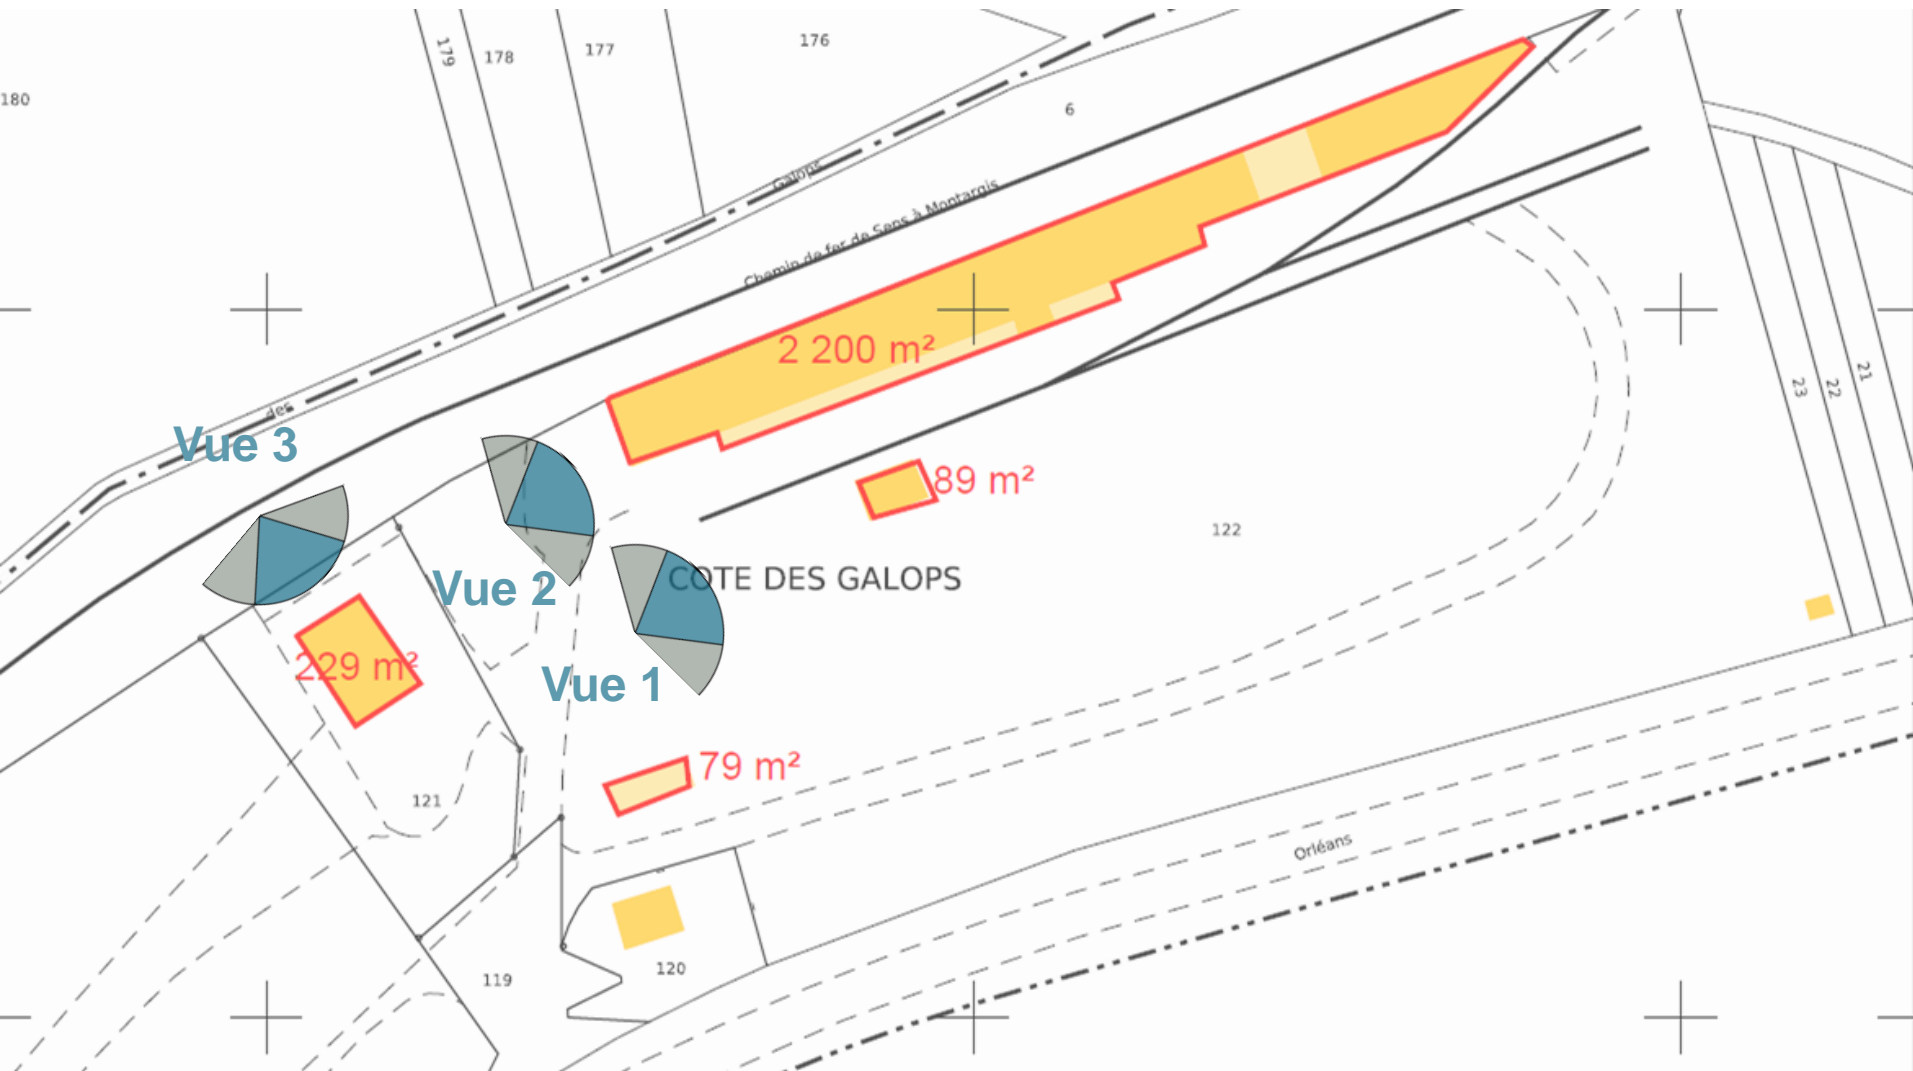 179
178
177
176
180
6
Galops
Chemin de fer de Sens à Montargis
2 200 m²
des
Vue 3
23
22
21
89 m²
122
COTE DES GALOPS
Vue 2
229 m²
Vue 1
79 m²
121
Orléans
120
119